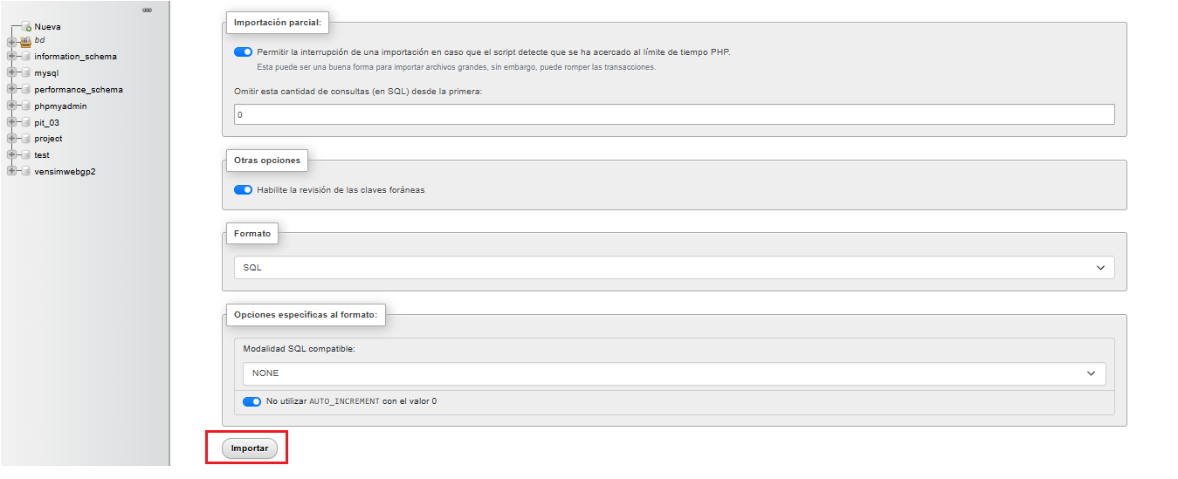 Nueva
bd
information_schema
mysql
performance_schema
phpmyadmin
pit_03
project
test
vensimwebgp2
Importación parcial:
Permitir la interrupción de una importación en caso que el script detecte que se ha acercado al límite de tiempo PHP.
Esta puede ser una buena forma para importar archivos grandes, sin embargo, puede romper las transacciones.
Omitir esta cantidad de consultas (en SQL) desde la primera:
0
Otras opciones
Habilite la revisión de las claves foráneas
Formato
SQL
Opciones específicas al formato:
Modalidad SQL compatible:
NONE
No utilizar AUTO_INCREMENT con el valor 0
Importar